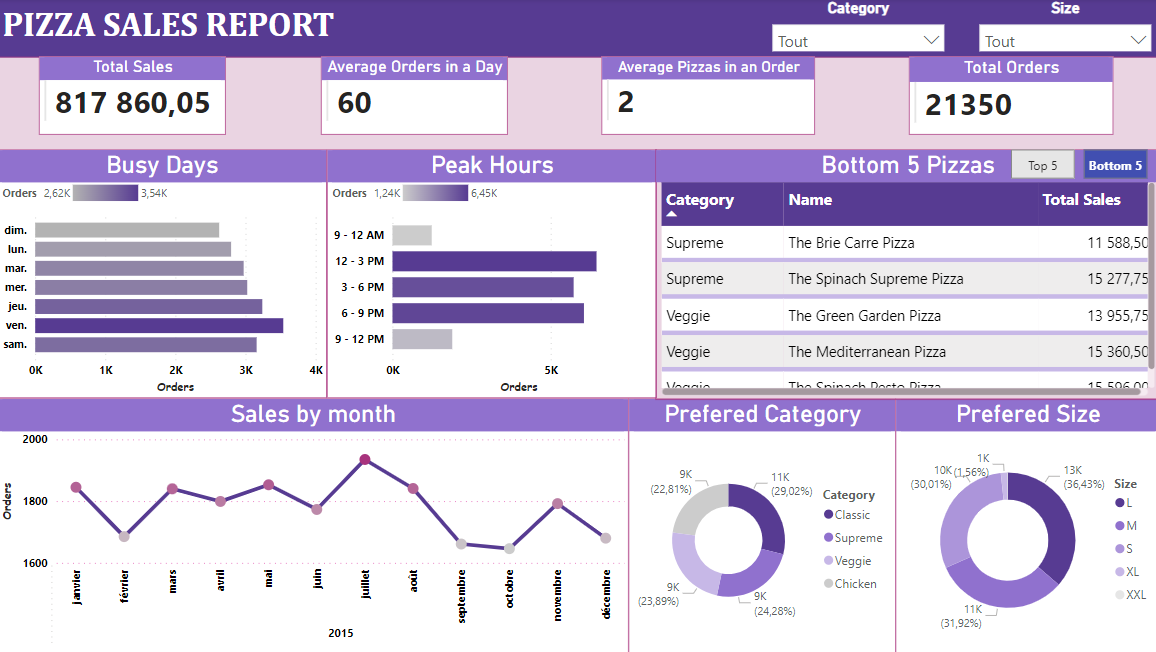 PIZZA SALES REPORT
Category
Size
Tout
Tout
Total Sales
817 860,05
Average Orders in a Day
60
Average Pizzas in an Order
2
Total Orders
21350
Busy Days
Orders 2,62K 3,54K
dim.
lun.
mar.
mer.
jeu.
ven.
sam.
0K 1K 2K 3K 4K
Orders
Peak Hours
Orders 1,24K 6,45K
9 - 12 AM
12 - 3 PM
3 - 6 PM
6 - 9 PM
9 - 12 PM
0K 5K
Orders
Bottom 5 Pizzas
Top 5
Bottom 5
Category Name Total Sales
Supreme The Brie Carre Pizza 11 588,50
Supreme The Spinach Supreme Pizza 15 277,75
Veggie The Green Garden Pizza 13 955,75
Veggie The Mediterranean Pizza 15 360,50
Veggie The Spinach Pesto Pizza 15 596,00
Sales by month
Orders
2000
1800
1600
janvier février mars avril mai juin juillet août septembre octobre novembre décembre
2015
Prefered Category
9K
(22,81%)
11K
(29,02%)
9K
(23,89%)
9K
(24,28%)
Category
Classic
Supreme
Veggie
Chicken
Prefered Size
1K
(1,56%)
10K
(30,01%)
13K
(36,43%)
11K
(31,92%)
Size
L
M
S
XL
XXL